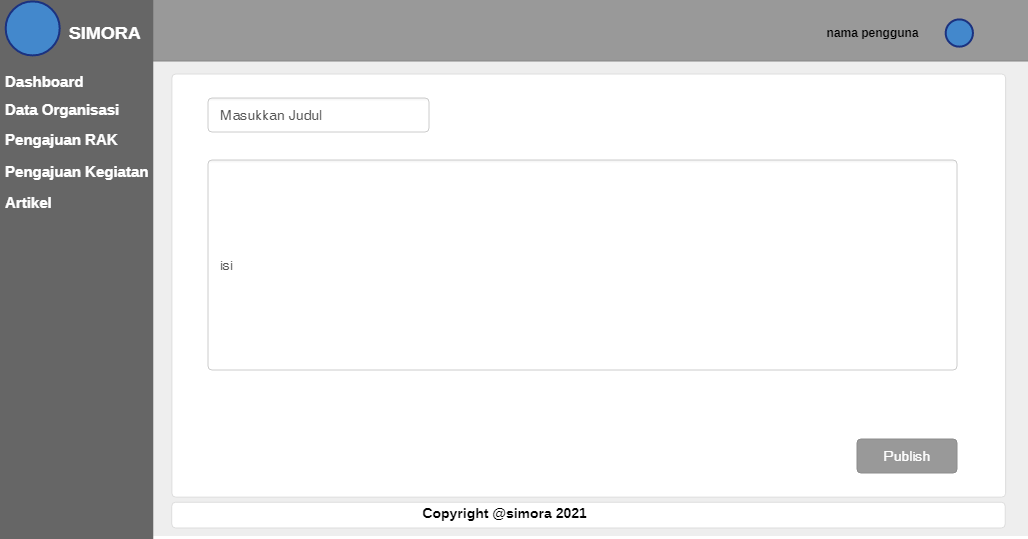 SIMORA
nama pengguna
Dashboard
Data Organisasi
Pengajuan RAK
Pengajuan Kegiatan
Artikel
Masukkan Judul
isi
Publish
Copyright @simora 2021